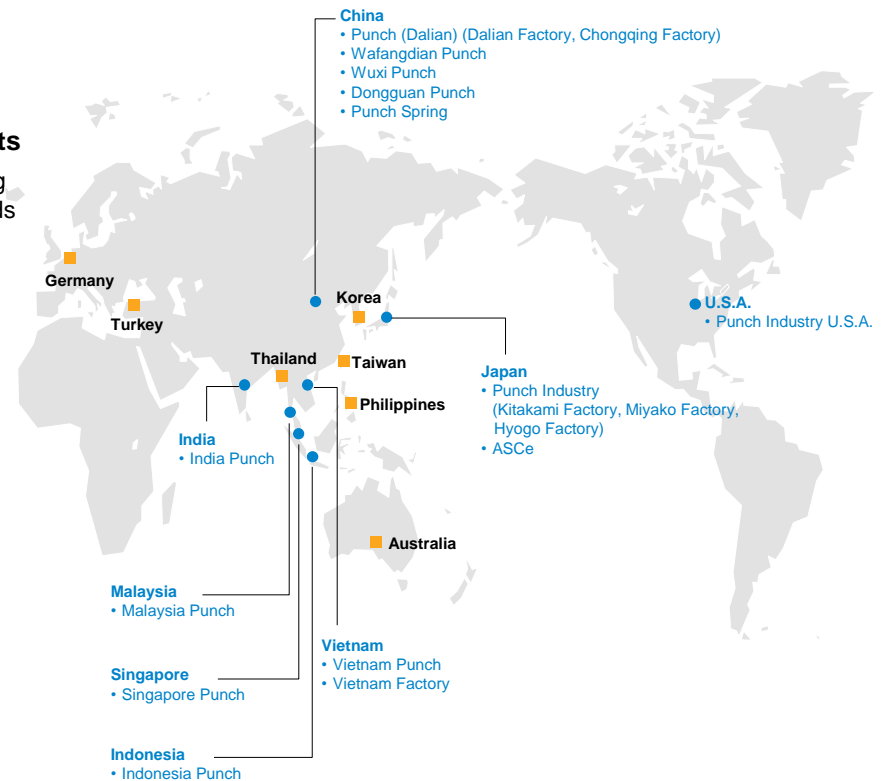 China
• Punch (Dalian) (Dalian Factory, Chongqing Factory)
• Wafangdian Punch
• Wuxi Punch
• Dongguan Punch
• Punch Spring
Germany
Turkey
Korea
U.S.A.
• Punch Industry U.S.A.
Thailand
Taiwan
Philippines
Japan
• Punch Industry
(Kitakami Factory, Miyako Factory,
Hyogo Factory)
• ASCe
India
• India Punch
Australia
Malaysia
• Malaysia Punch
Vietnam
• Vietnam Punch
• Vietnam Factory
Singapore
• Singapore Punch
Indonesia
• Indonesia Punch